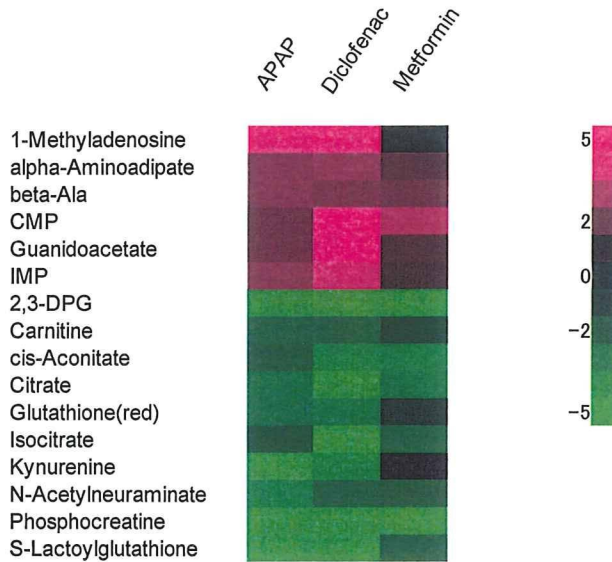 APAP
Diclofenac
Metformin
1-Methyladenosine
alpha-Aminoadipate
beta-Ala
CMP
Guanidoacetate
IMP
2,3-DPG
Carnitine
cis-Aconitate
Citrate
Glutathione(red)
Isocitrate
Kynurenine
N-Acetylneuraminate
Phosphocreatine
S-Lactoylglutathione
5
2
0
−2
−5